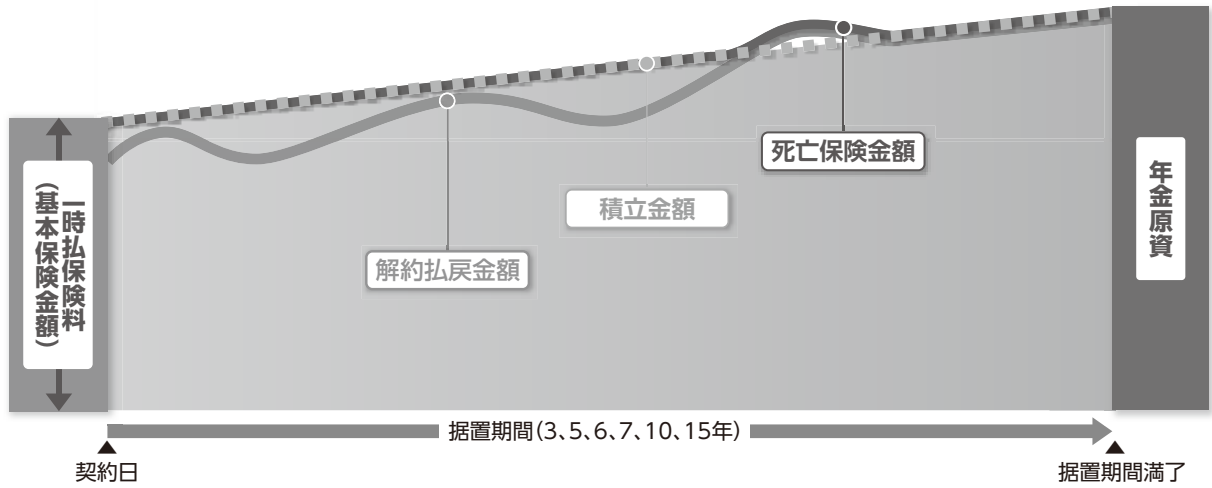 一時払保険料
(基本保険金額)
解約払戻金額
積立金額
死亡保険金額
年金原資
据置期間(3、5、6、7、10、15年)
契約日
据置期間満了